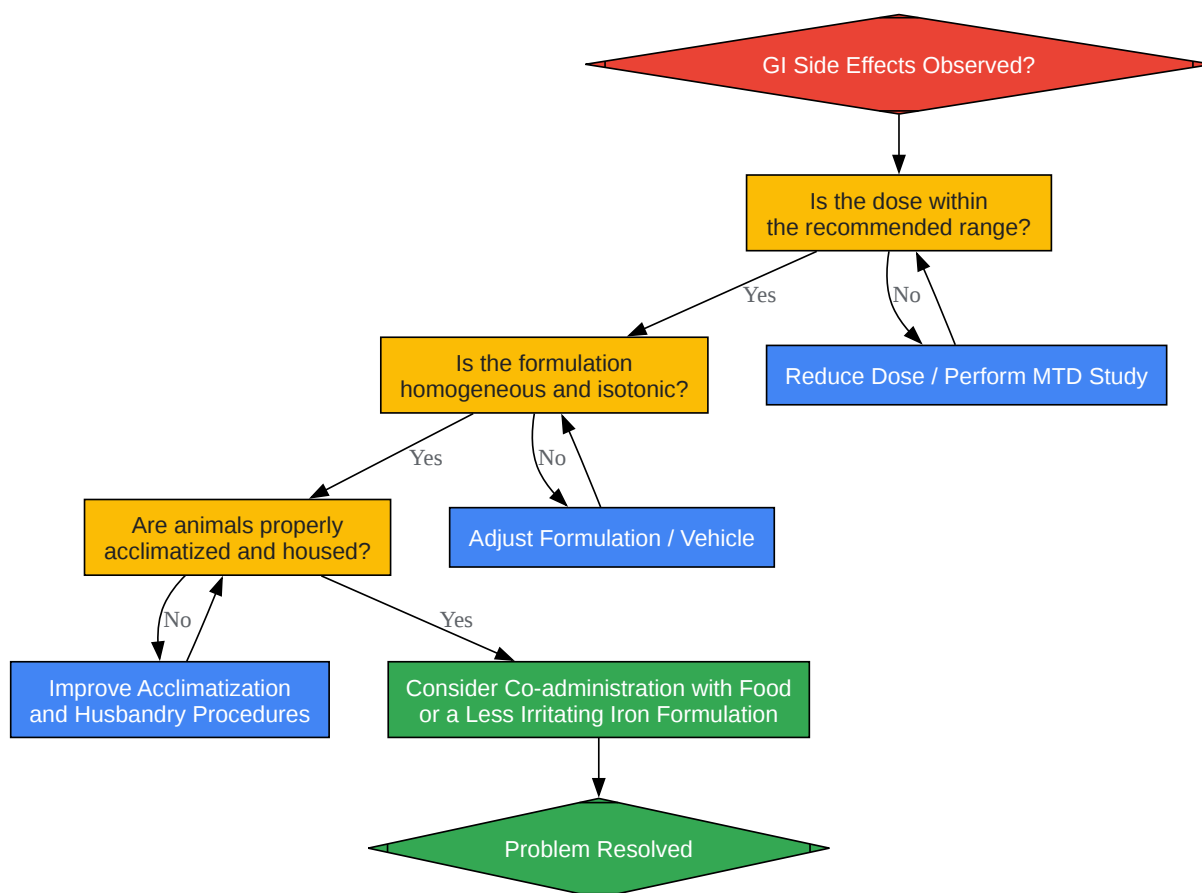 GI Side Effects Observed?
Is the dose within
the recommended range?
Yes
No
Is the formulation
homogeneous and isotonic?
Reduce Dose / Perform MTD Study
Yes
No
Are animals properly
acclimatized and housed?
Adjust Formulation / Vehicle
No
Yes
Improve Acclimatization
and Husbandry Procedures
Consider Co-administration with Food
or a Less Irritating Iron Formulation
Problem Resolved